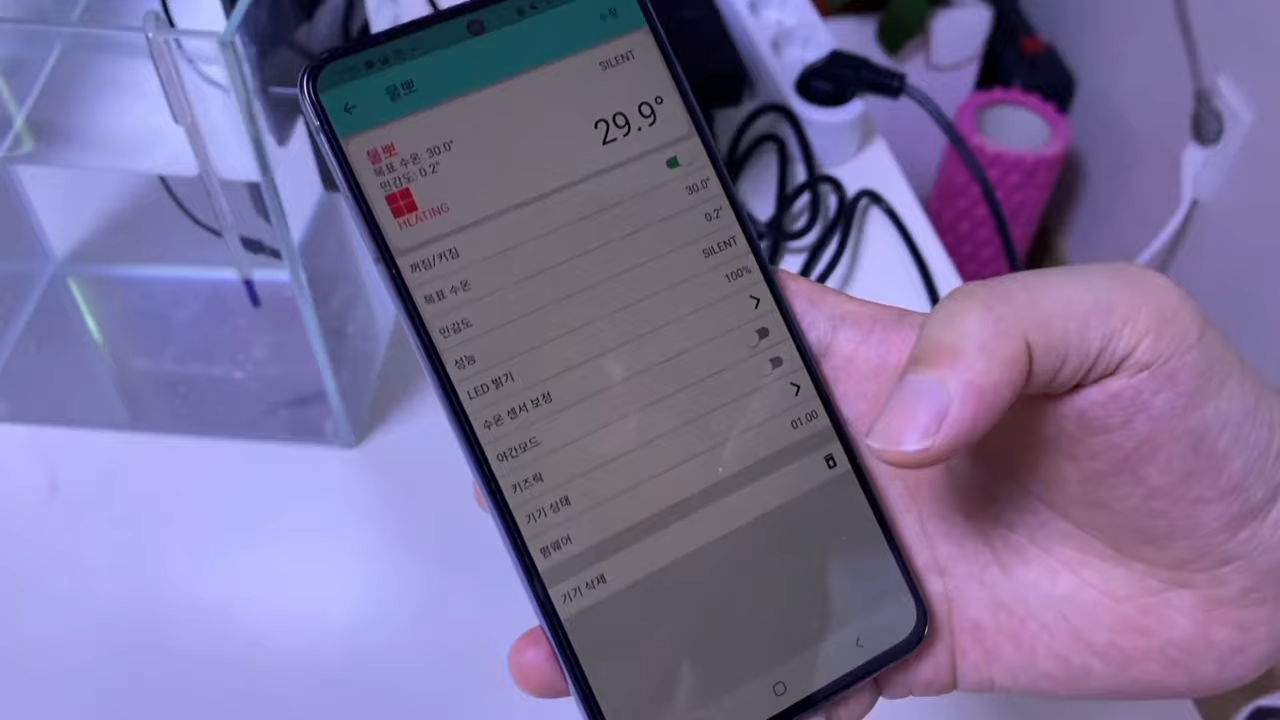 물뽀
수정
SILENT
29.9°
물뽀
목표 수온: 30.0°
민감도: 0.2°
HEATING
꺼짐/켜짐
목표 수온 30.0°
민감도 0.2°
성능 SILENT
LED 밝기 100%
수온 센서 보정
야간모드
키즈락
기기 상태
펌웨어 01.00
기기 삭제